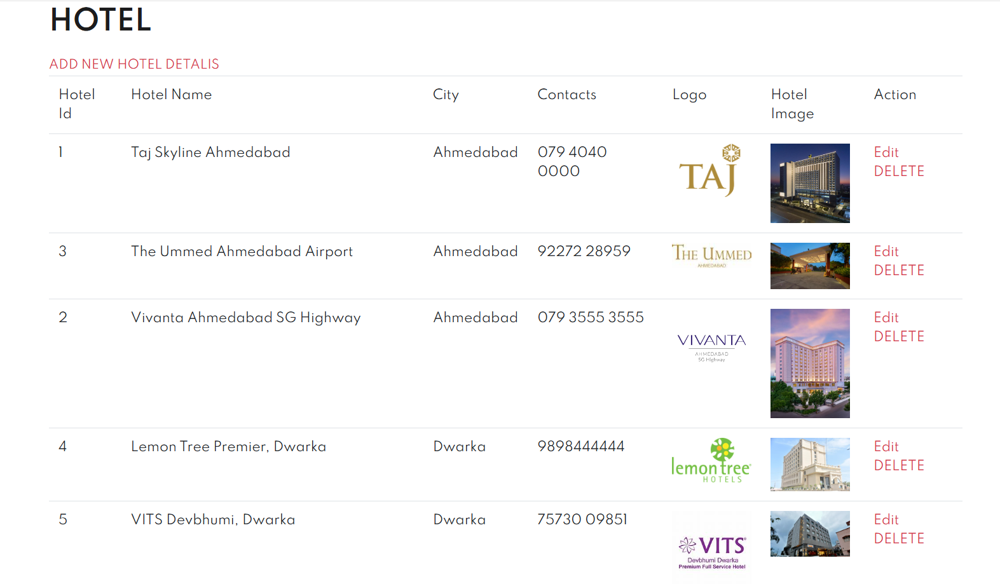 HOTEL
ADD NEW HOTEL DETALIS
Hotel Id Hotel Name City Contacts Logo Hotel Image Action
1 Taj Skyline Ahmedabad Ahmedabad 079 4040 0000 TAJ Edit DELETE
3 The Ummed Ahmedabad Airport Ahmedabad 92272 28959 THE UMMED AHMEDABAD Edit DELETE
2 Vivanta Ahmedabad SG Highway Ahmedabad 079 3555 3555 VIVANTA AHMEDABAD SG Highway Edit DELETE
4 Lemon Tree Premier, Dwarka Dwarka 9898444444 lemon tree HOTELS Edit DELETE
5 VITS Devbhumi, Dwarka Dwarka 75730 09851 VITS Devbhumi Dwarka Premium Full Service Hotel Edit DELETE